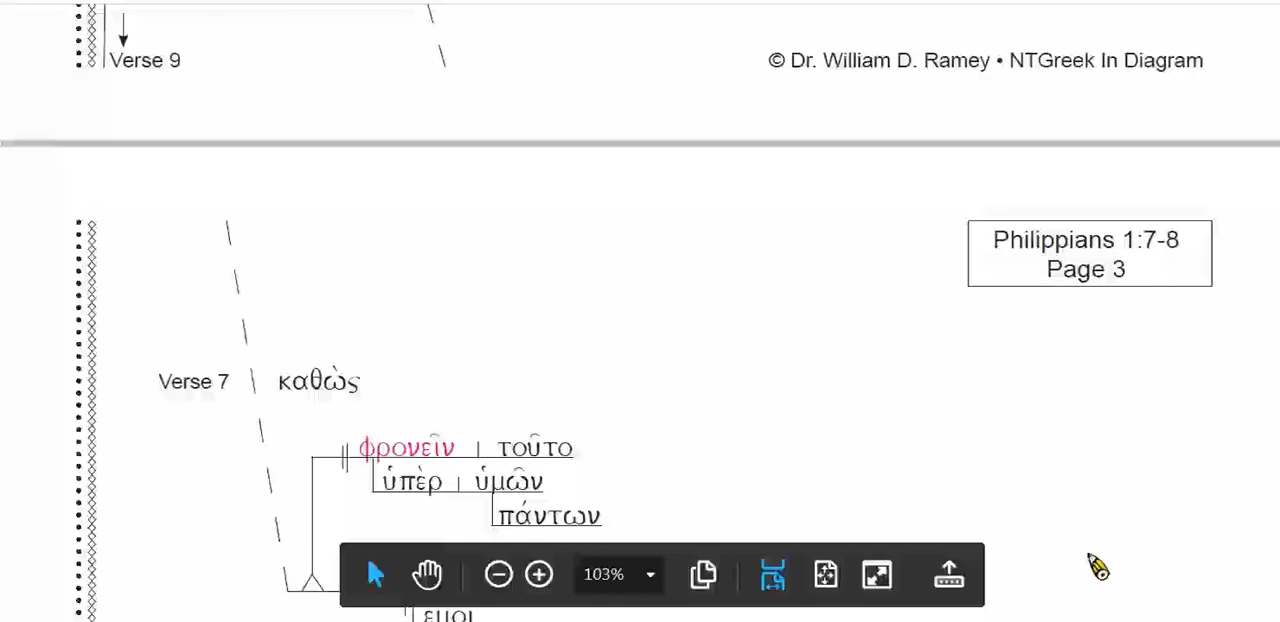 Verse 9
© Dr. William D. Ramey • NTGreek In Diagram
Philippians 1:7-8
Page 3
Verse 7 καθὼς
φρονεῖν τοῦτο
ὑπὲρ ὑμῶν
πάντων
103%